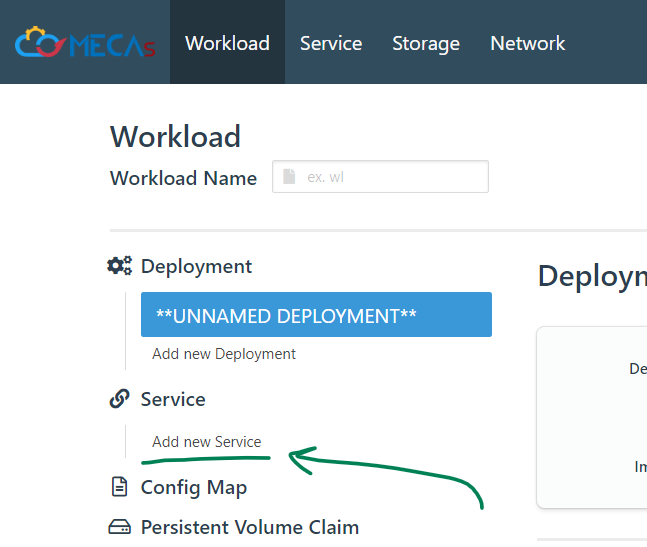 MECAs Workload Service Storage Network
Workload
Workload Name ex. wl
Deployment
Deploym
**UNNAMED DEPLOYMENT**
Add new Deployment
De
Service
Add new Service
Im
Config Map
Persistent Volume Claim